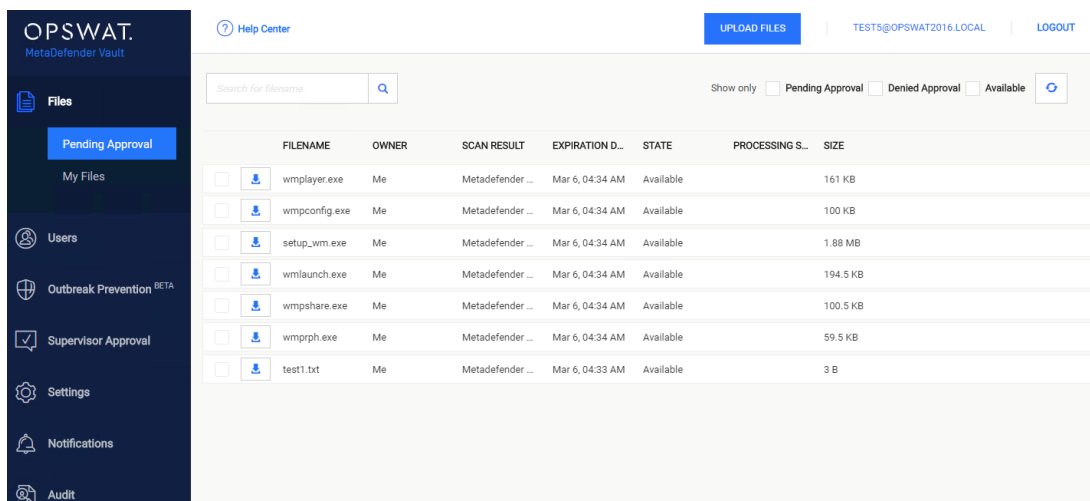 OPSWAT.
MetaDefender Vault
Files
Pending Approval
My Files
Users
Outbreak Prevention BETA
Supervisor Approval
Settings
Notifications
Audit
? Help Center
UPLOAD FILES
TEST5@OPSWAT2016.LOCAL
LOGOUT
Search for filename
Show only Pending Approval Denied Approval Available
FILENAME OWNER SCAN RESULT EXPIRATION D... STATE PROCESSING S... SIZE
wmplayer.exe Me Metadefender ... Mar 6, 04:34 AM Available 161 KB
wmpconfig.exe Me Metadefender ... Mar 6, 04:34 AM Available 100 KB
setup_wm.exe Me Metadefender ... Mar 6, 04:34 AM Available 1.88 MB
wmlaunch.exe Me Metadefender ... Mar 6, 04:34 AM Available 194.5 KB
wmpshare.exe Me Metadefender ... Mar 6, 04:34 AM Available 100.5 KB
wmprph.exe Me Metadefender ... Mar 6, 04:34 AM Available 59.5 KB
test1.txt Me Metadefender ... Mar 6, 04:33 AM Available 3 B